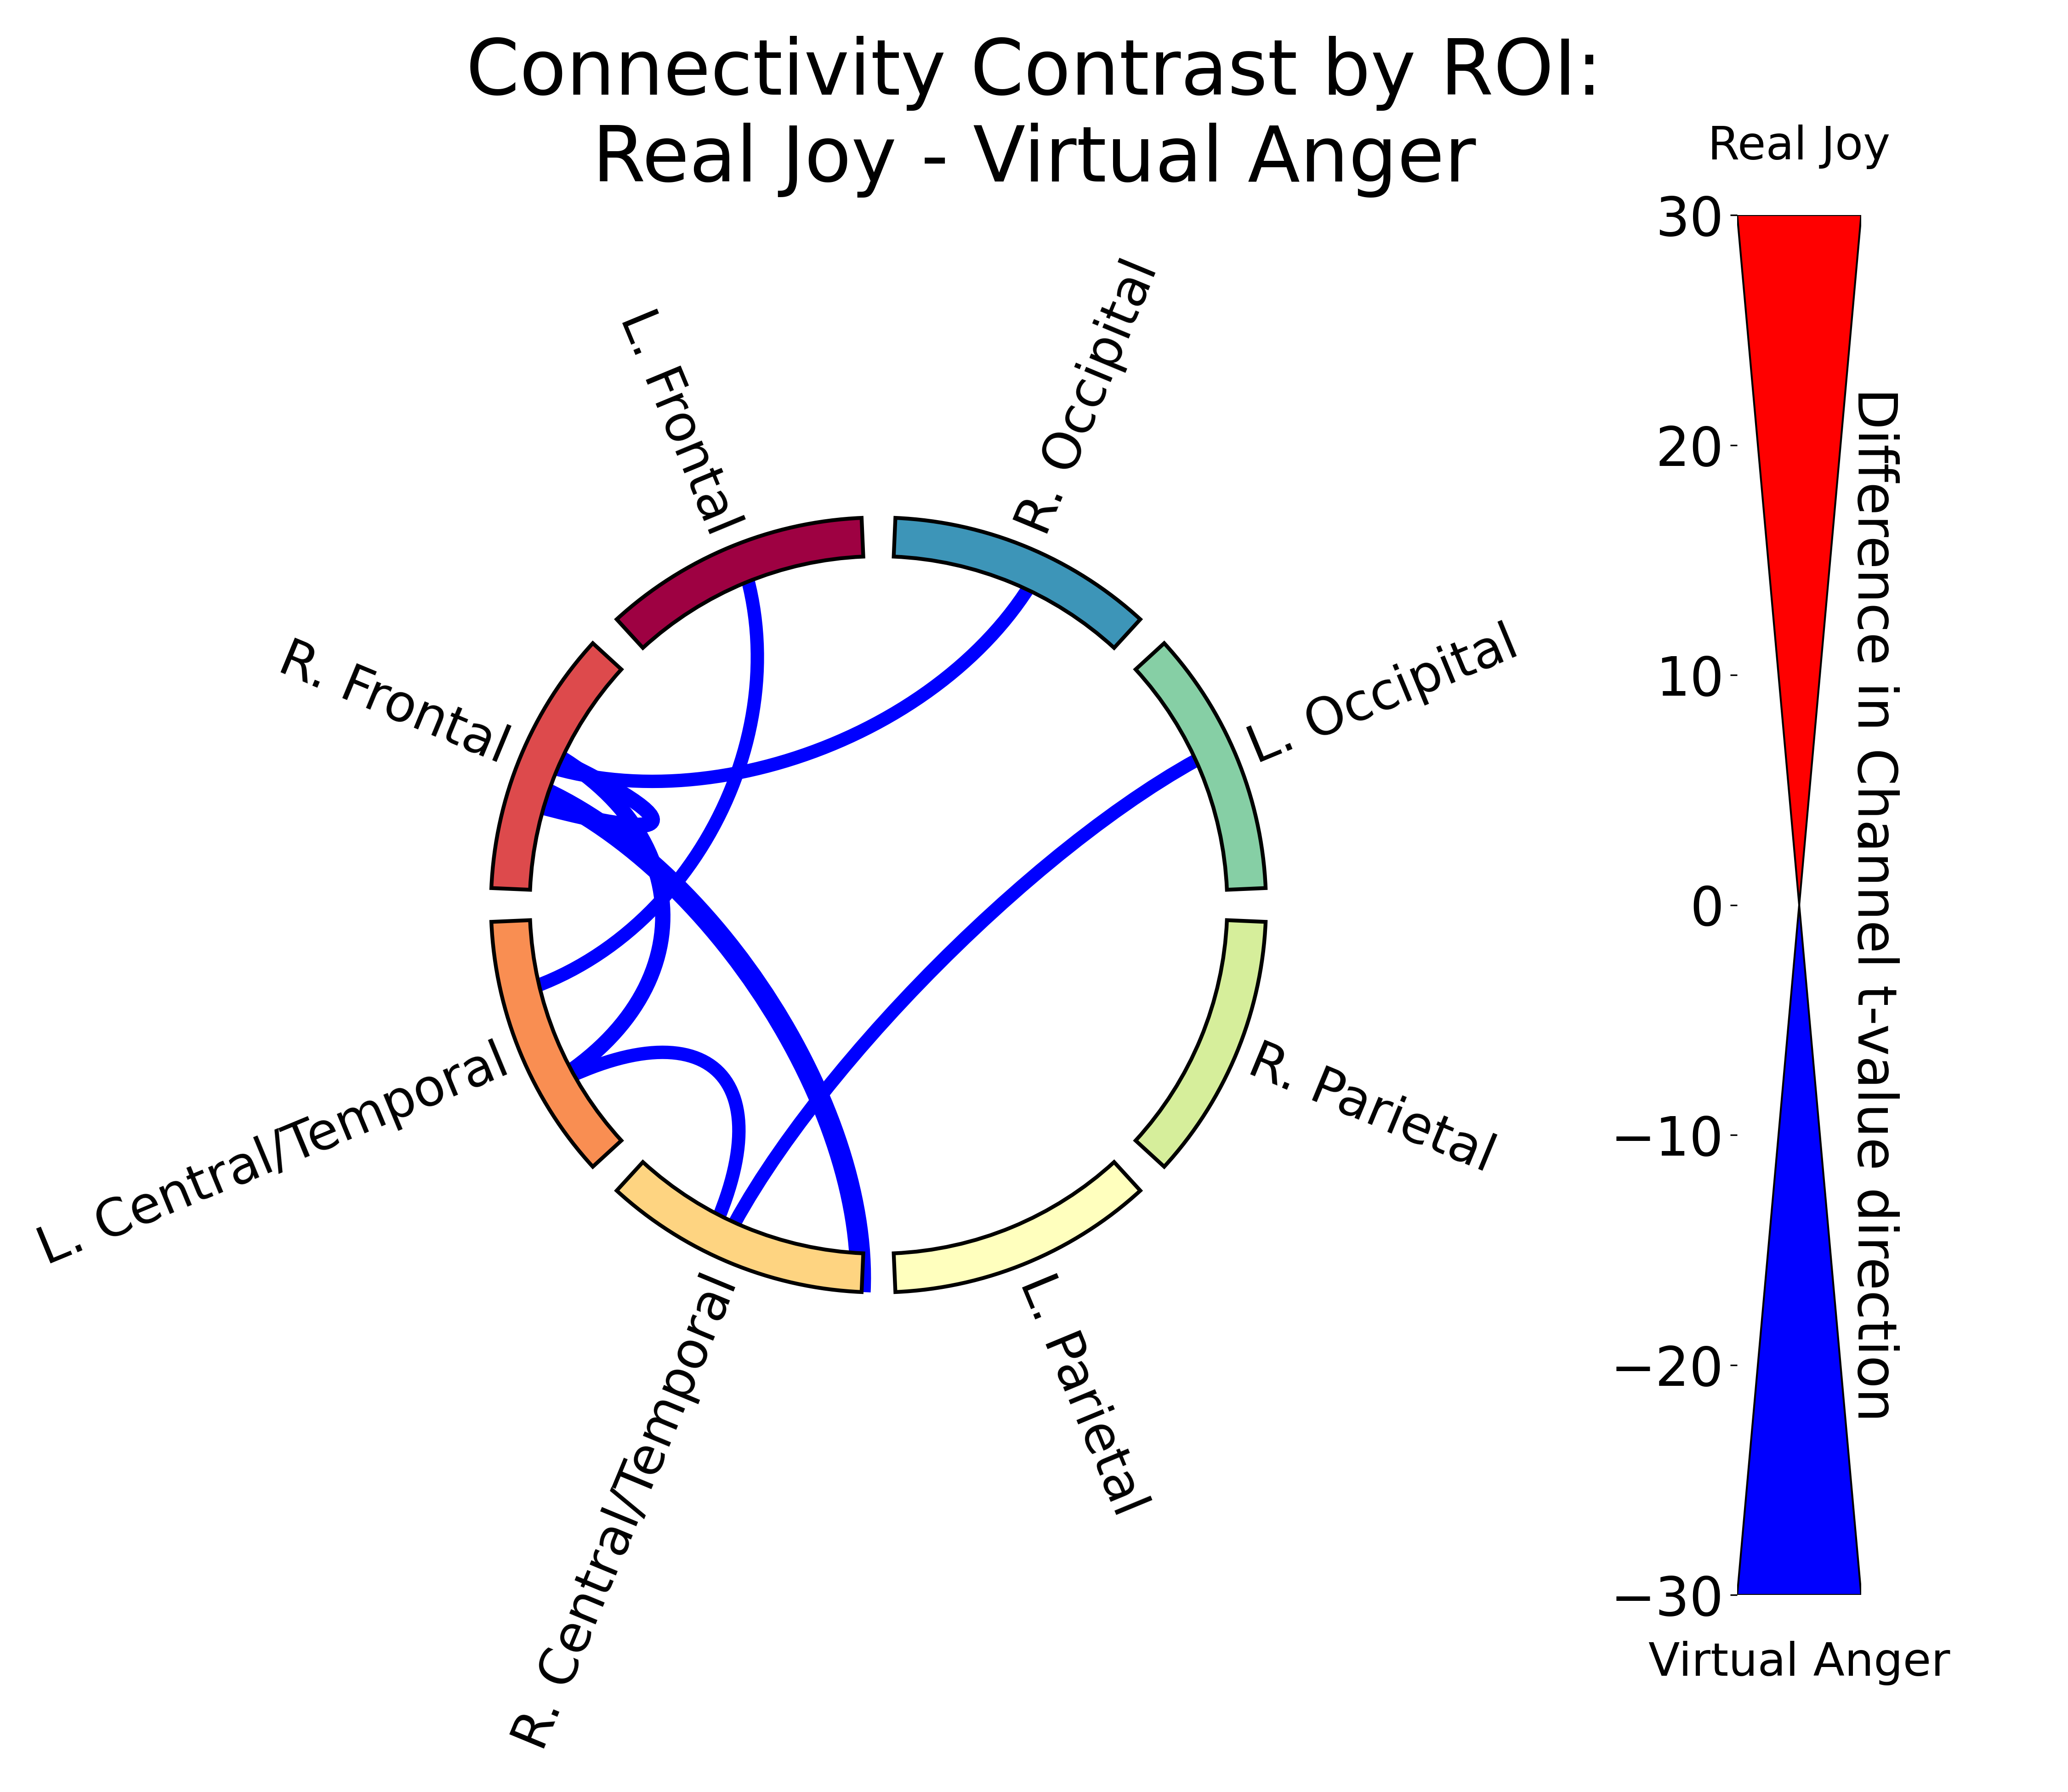 Connectivity Contrast by ROI:
Real Joy - Virtual Anger
Real Joy
30
20
10
0
−10
−20
−30
Virtual Anger
Difference in Channel t-value direction
L. Frontal
R. Occipital
R. Frontal
L. Occipital
L. Central/Temporal
R. Parietal
R. Central/Temporal
L. Parietal